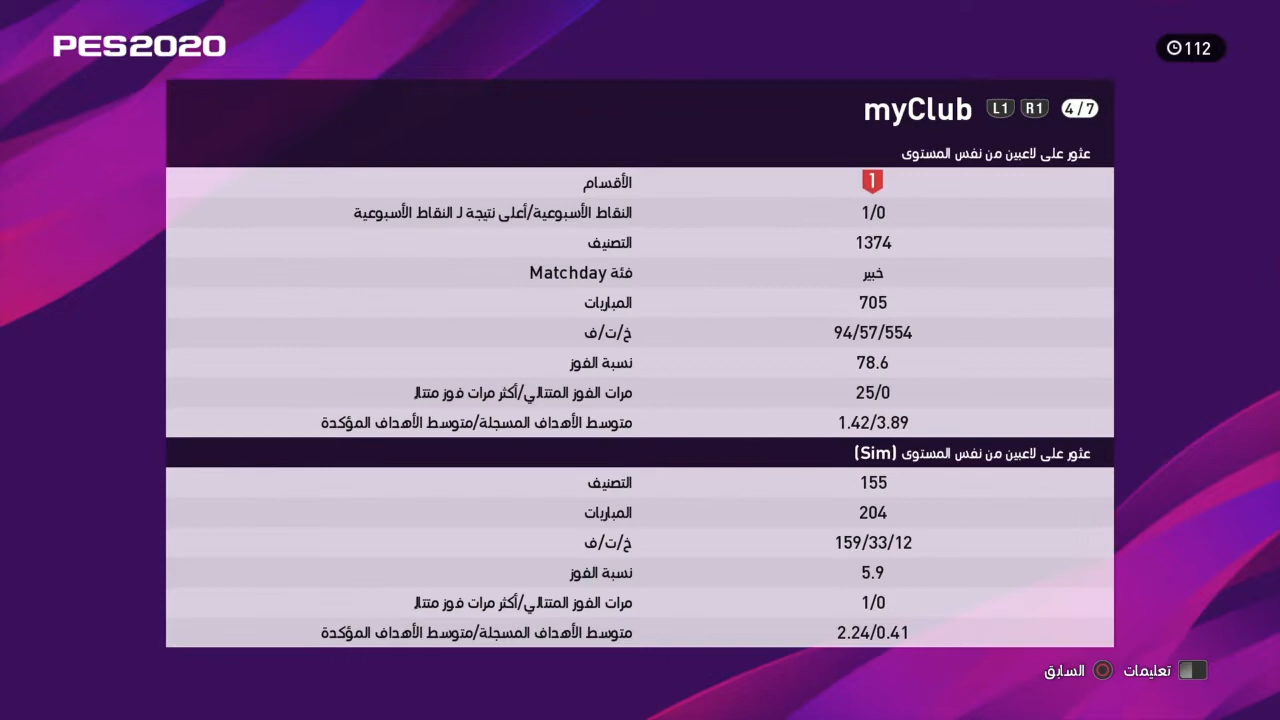 PES2020
112
myClub L1 R1 4/7
عثور على لاعبين من نفس المستوى
الأقسام 1
النقاط الأسبوعية/أعلى نتيجة لـ النقاط الأسبوعية 1/0
التصنيف 1374
فئة Matchday خبير
المباريات 705
خ/ت/ف 94/57/554
نسبة الفوز 78.6
مرات الفوز المتتالي/أكثر مرات فوز متتالٍ 25/0
متوسط الأهداف المسجلة/متوسط الأهداف المؤكدة 1.42/3.89
عثور على لاعبين من نفس المستوى (Sim)
التصنيف 155
المباريات 204
خ/ت/ف 159/33/12
نسبة الفوز 5.9
مرات الفوز المتتالي/أكثر مرات فوز متتالٍ 1/0
متوسط الأهداف المسجلة/متوسط الأهداف المؤكدة 2.24/0.41
تعليمات السابق